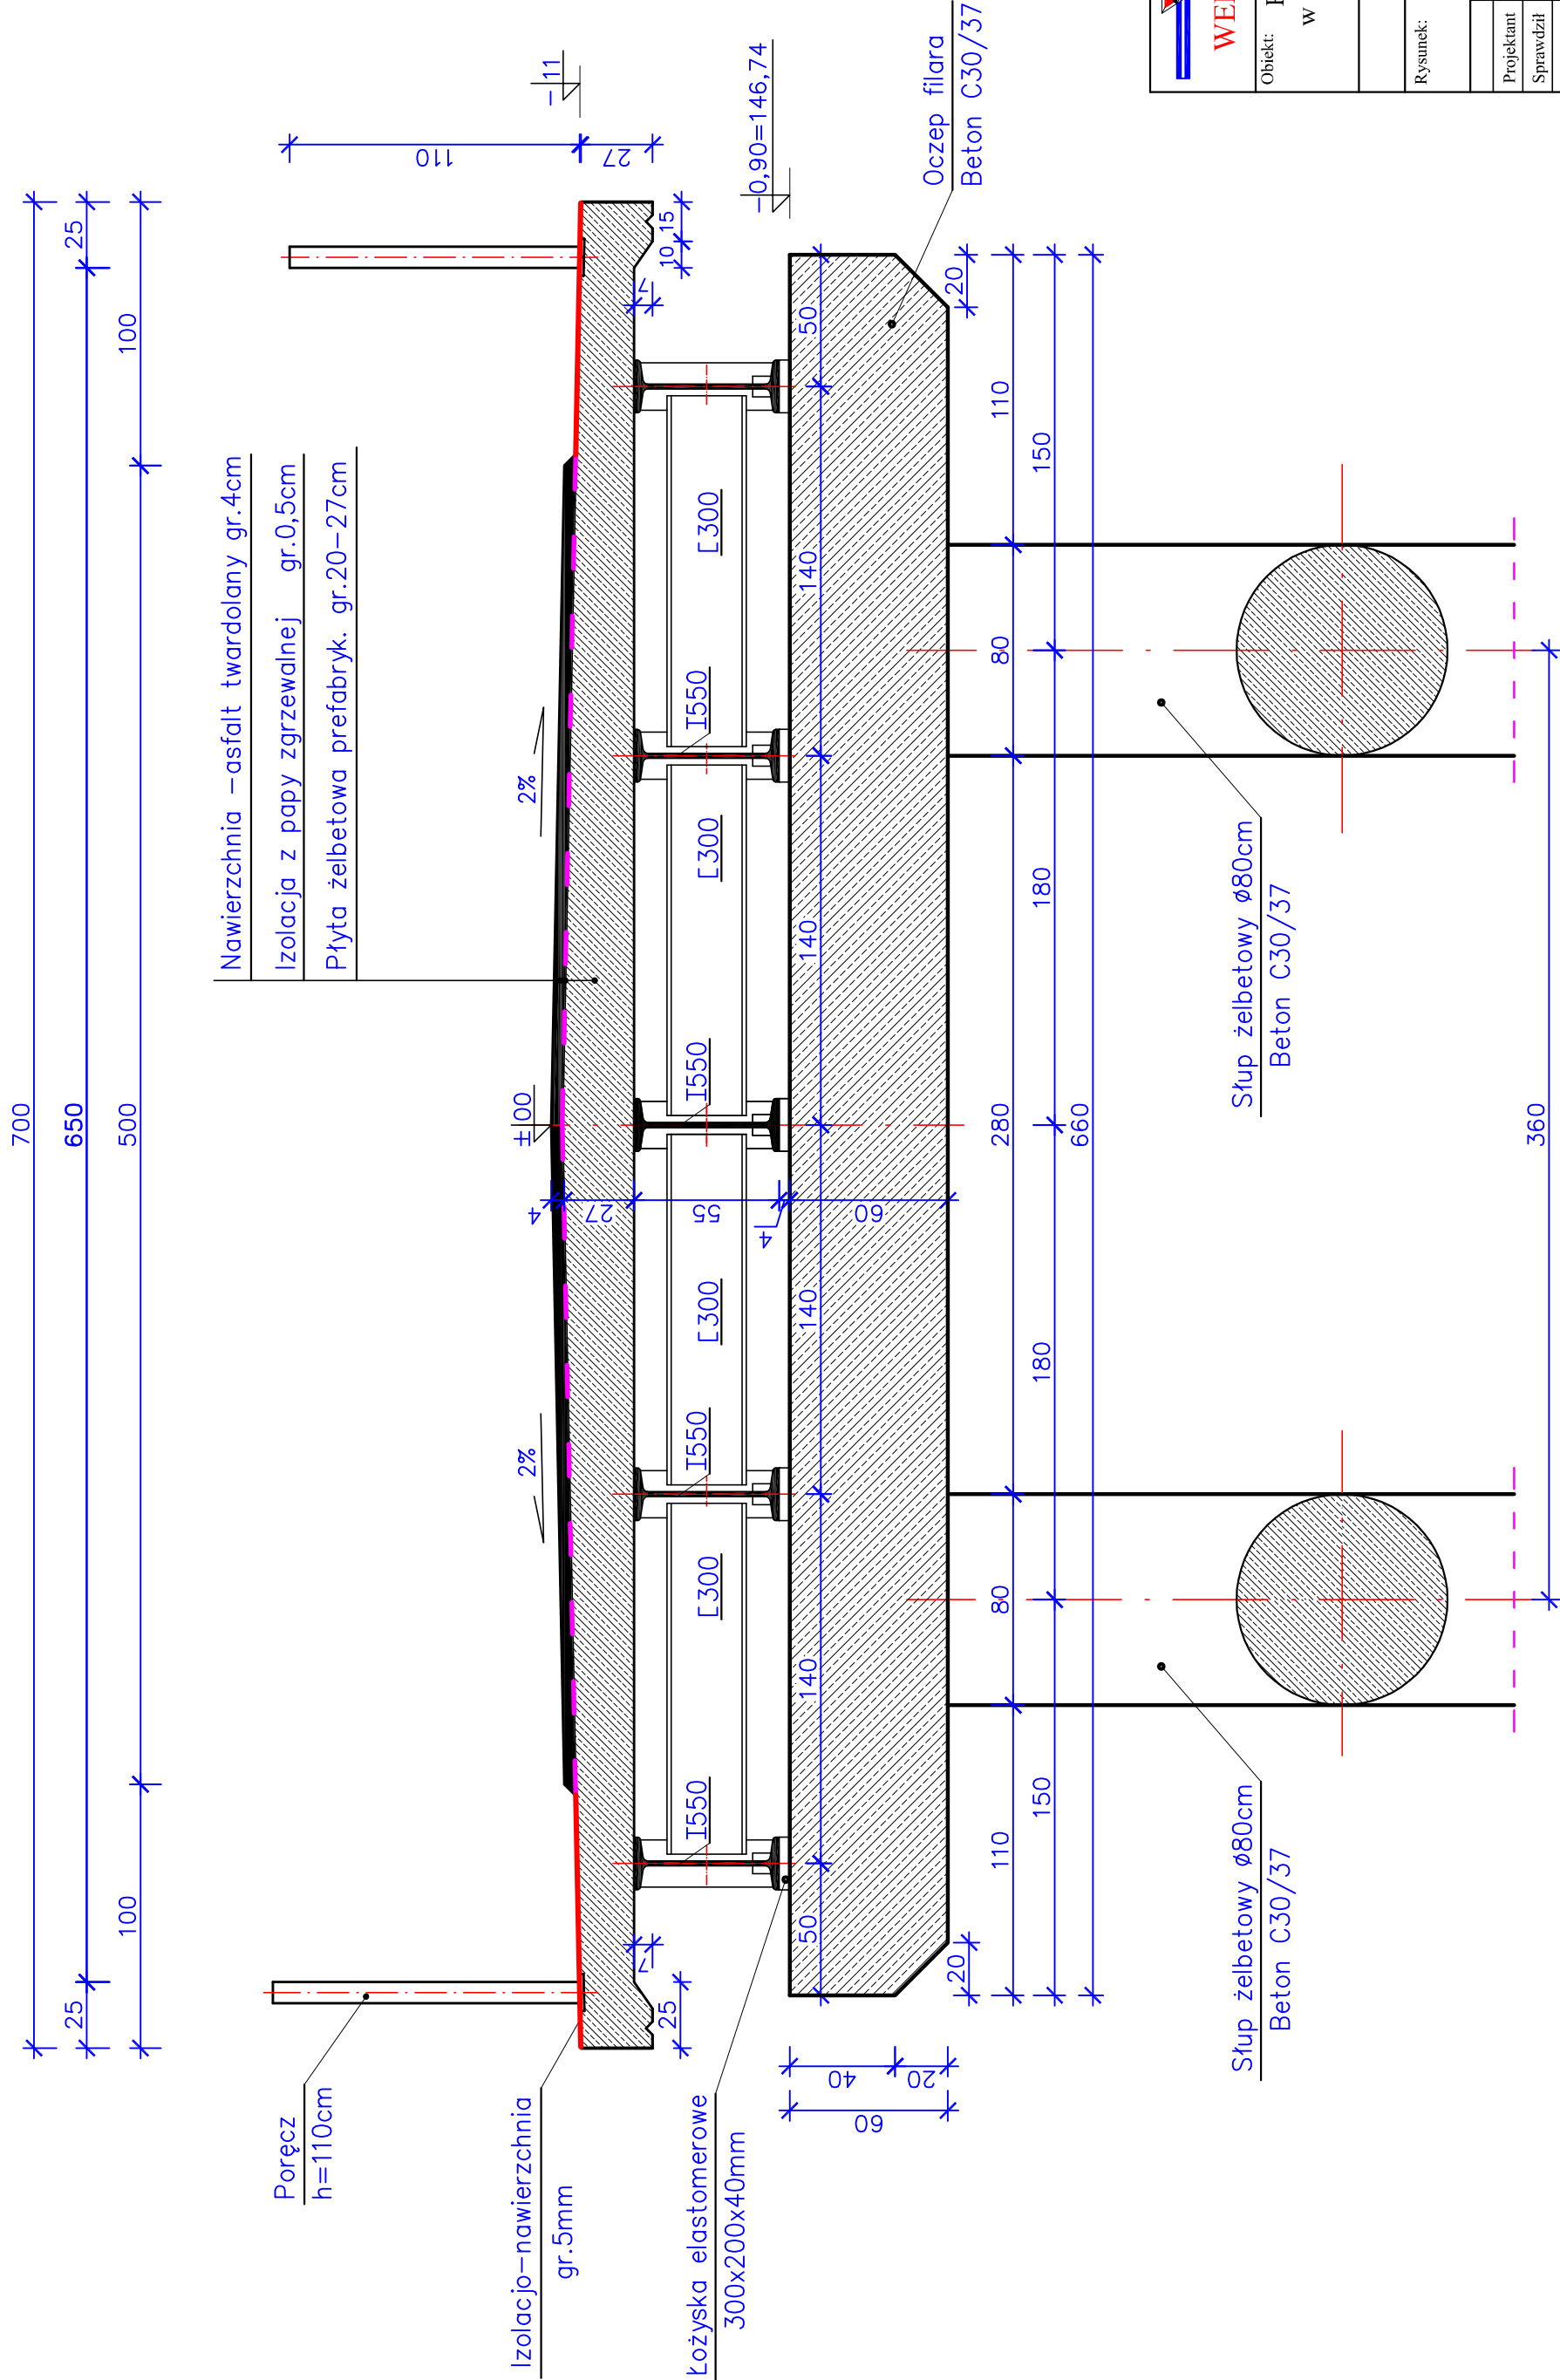 700
25
650
25
100
500
100
Nawierzchnia -asfalt twardolany gr.4cm
Izolacja z papy zgrzewalnej gr.0,5cm
Płyta żelbetowa prefabryk. gr.20-27cm
Poręcz
h=110cm
110
-11
27
2%
±00
2%
Izolacjo-nawierzchnia
gr.5mm
4
27
55
4
60
7
25
7
10
15
I550
I550
I550
I550
[300
[300
[300
[300
-0,90=146,74
Łożyska elastomerowe
300x200x40mm
50
140
140
140
140
50
Oczep filara
Beton C30/37
40
20
60
20
20
110
80
280
80
110
150
180
180
150
660
Słup żelbetowy ø80cm
Beton C30/37
Słup żelbetowy ø80cm
Beton C30/37
360
Obiekt:
w
Rysunek:
Projektant
Sprawdził